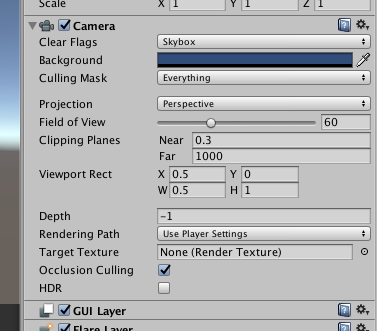 Scale X 1 Y 1 Z 1
Camera
Clear Flags Skybox
Background
Culling Mask Everything
Projection Perspective
Field of View 60
Clipping Planes Near 0.3
Far 1000
Viewport Rect X 0.5 Y 0
W 0.5 H 1
Depth -1
Rendering Path Use Player Settings
Target Texture None (Render Texture)
Occlusion Culling
HDR
GUI Layer
Flare Layer